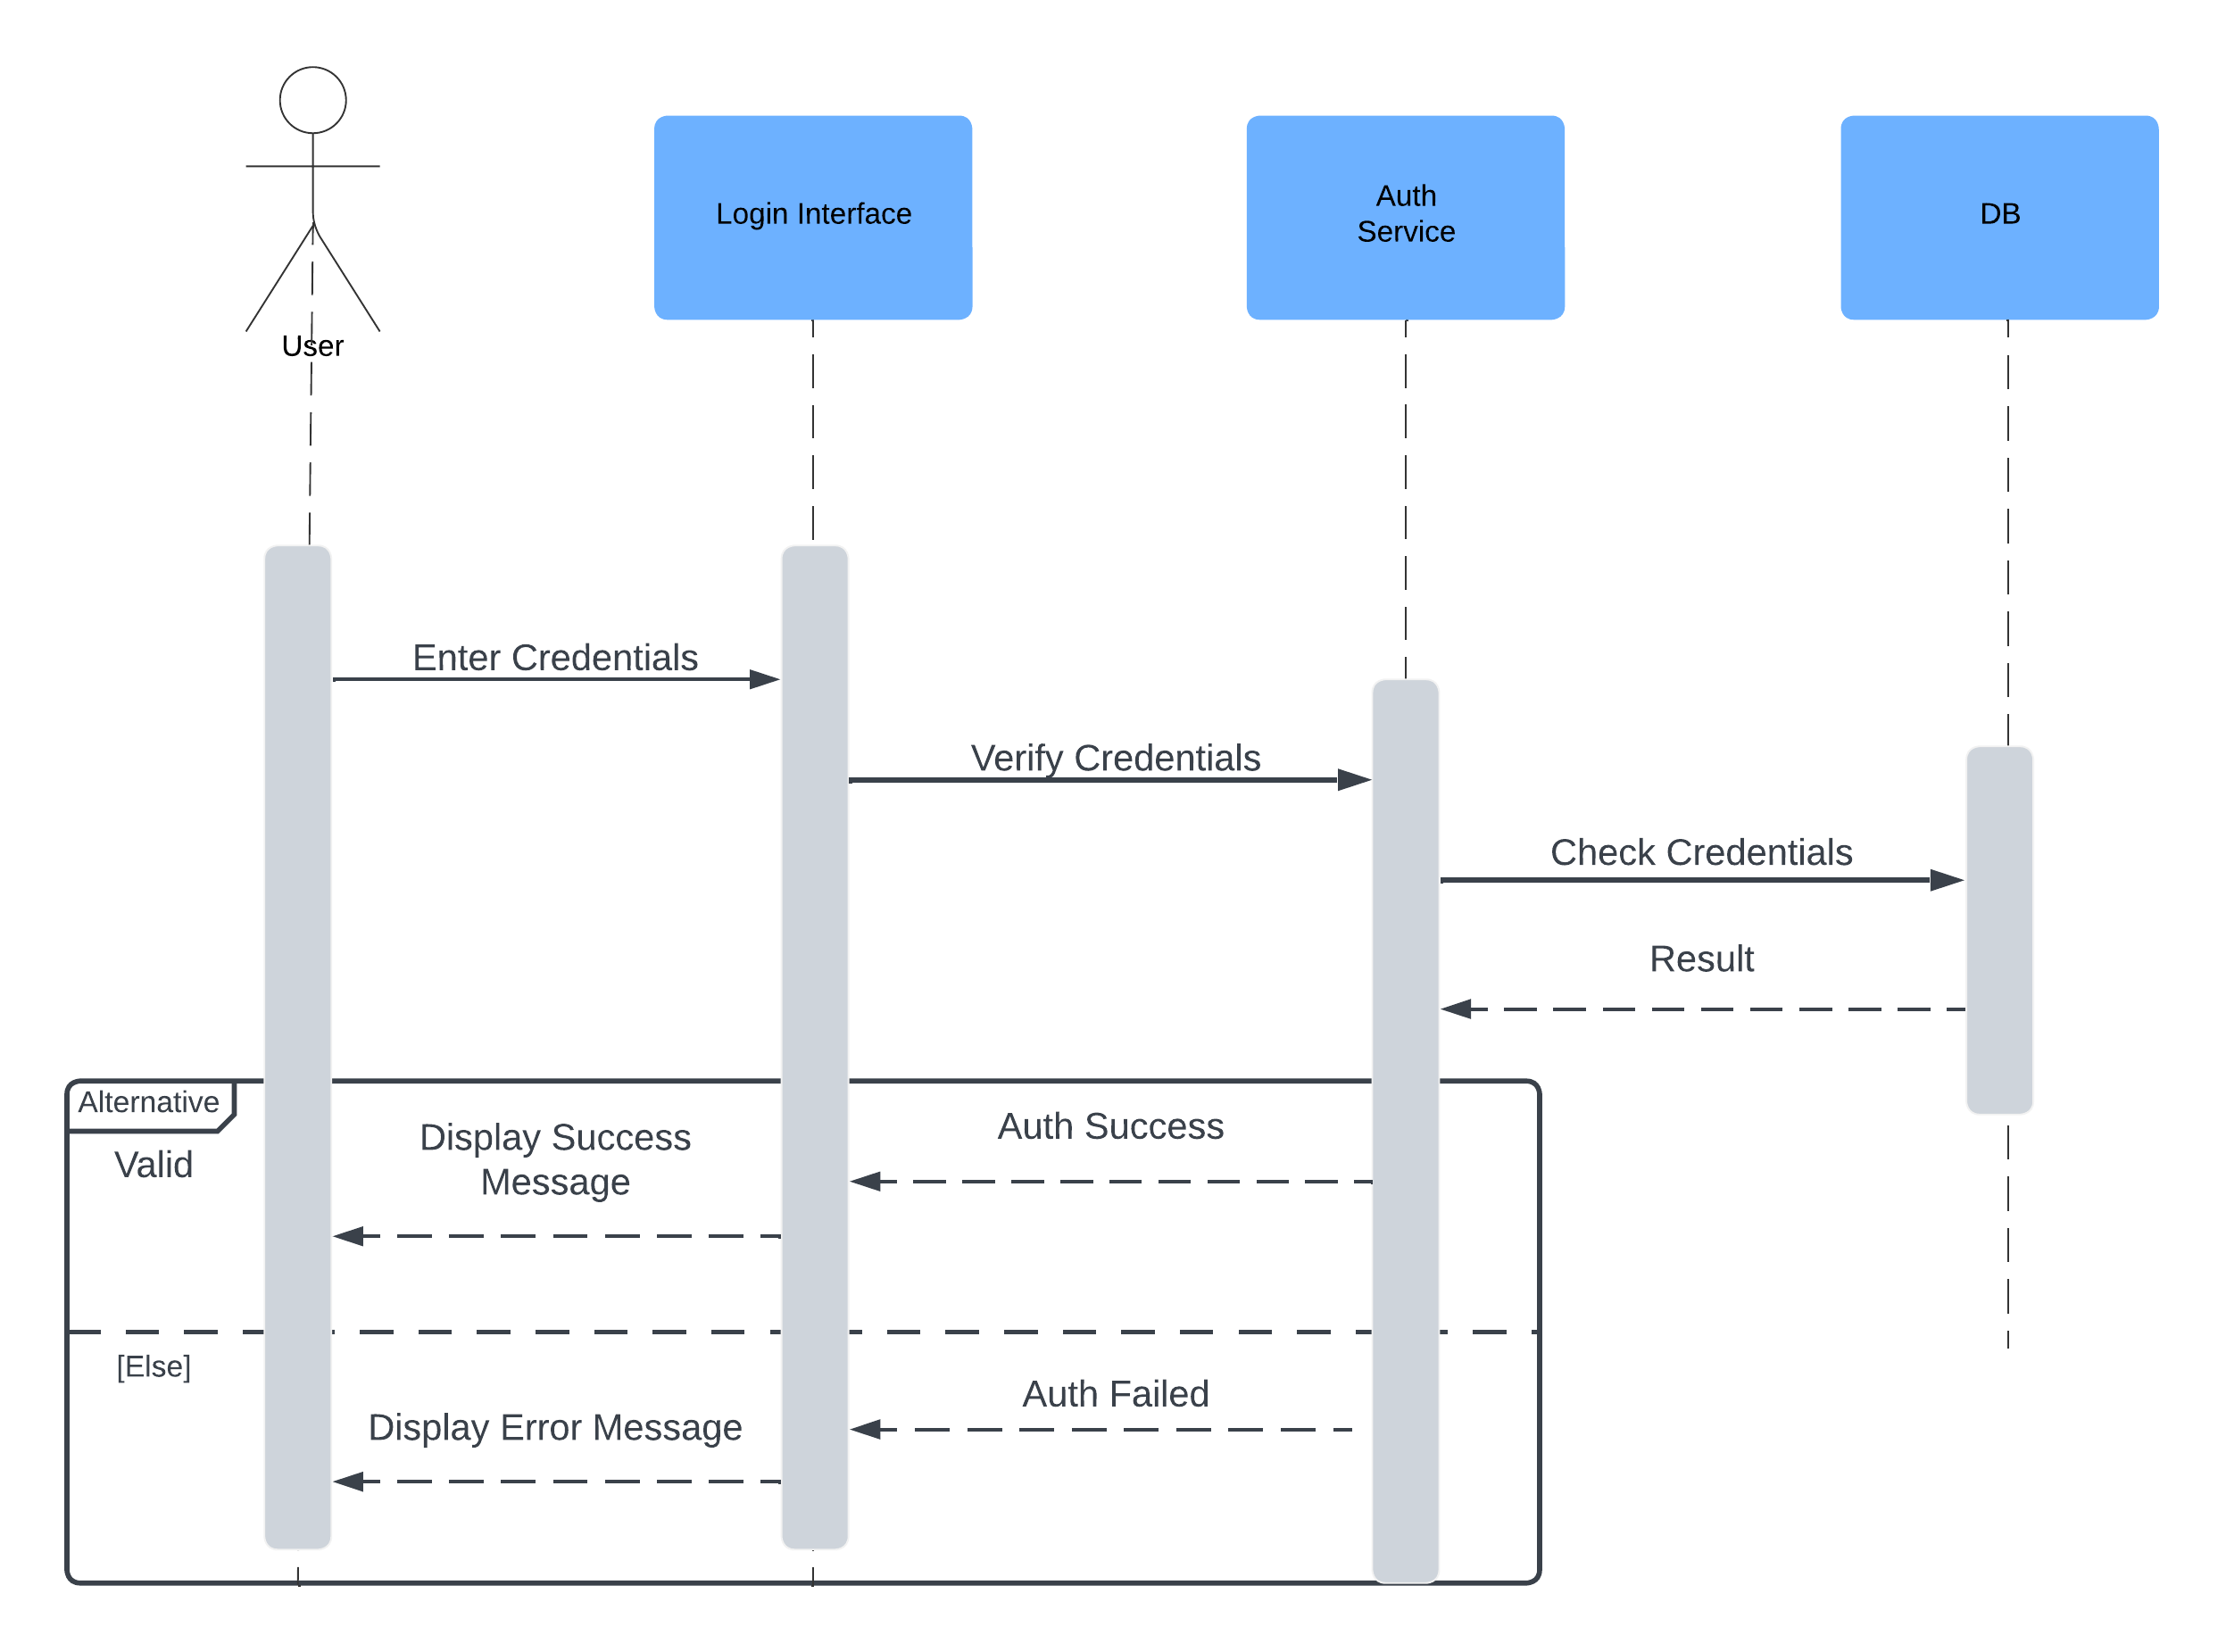 User
Login Interface
Auth
Service
DB
Enter Credentials
Verify Credentials
Check Credentials
Result
Alternative
Valid
Display Success
Message
Auth Success
[Else]
Auth Failed
Display Error Message